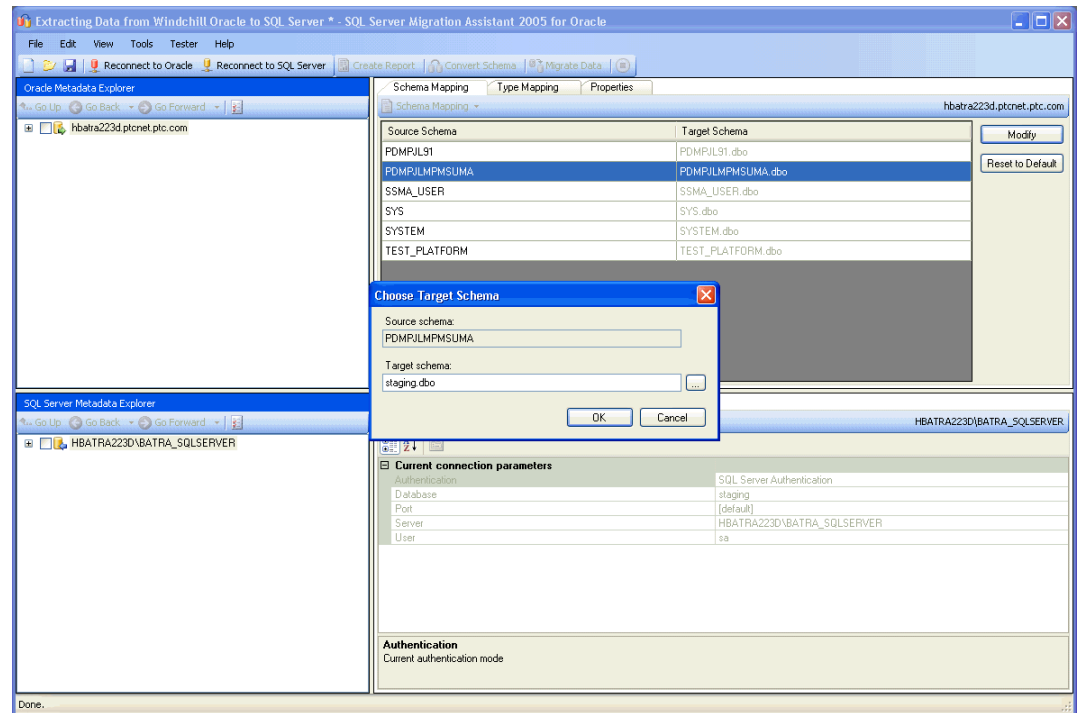 Extracting Data from Windchill Oracle to SQL Server * - SQL Server Migration Assistant 2005 for Oracle
File Edit View Tools Tester Help
Reconnect to Oracle Reconnect to SQL Server Create Report Convert Schema Migrate Data
Oracle Metadata Explorer
Go Up Go Back Go Forward
hbatra223d.ptcnet.ptc.com
Schema Mapping Type Mapping Properties
Schema Mapping hbatra223d.ptcnet.ptc.com
Source Schema Target Schema
PDMPJL91 PDMPJL91.dbo
PDMPJLMPMSUMA PDMPJLMPMSUMA.dbo
SSMA_USER SSMA_USER.dbo
SYS SYS.dbo
SYSTEM SYSTEM.dbo
TEST_PLATFORM TEST_PLATFORM.dbo
Modify
Reset to Default
Choose Target Schema
Source schema:
PDMPJLMPMSUMA
Target schema:
staging.dbo ...
OK Cancel
SQL Server Metadata Explorer
Go Up Go Back Go Forward
HBATRA223D\BATRA_SQLSERVER
HBATRA223D\BATRA_SQLSERVER
Current connection parameters
Authentication SQL Server Authentication
Database staging
Port [default]
Server HBATRA223D\BATRA_SQLSERVER
User sa
Authentication
Current authentication mode
Done.